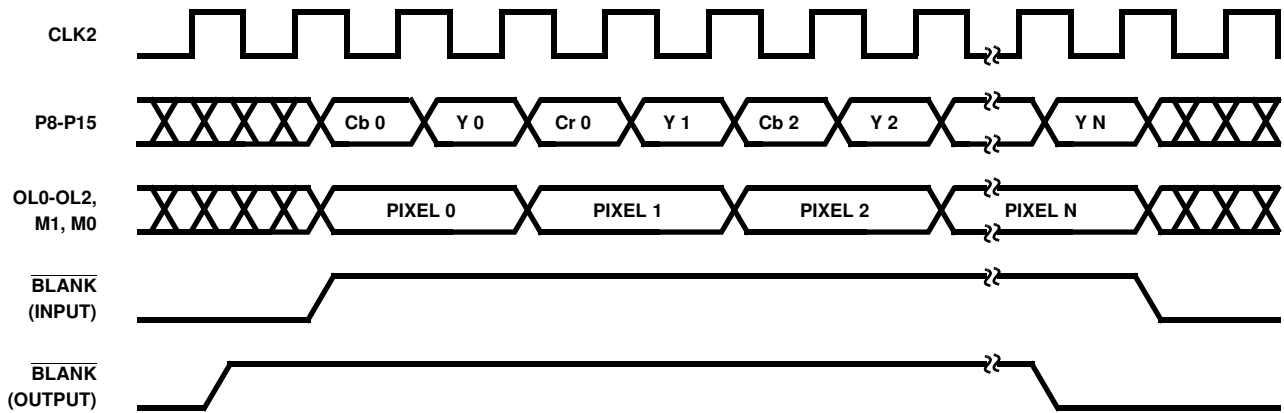 CLK2
P8-P15
Cb 0 Y 0 Cr 0 Y 1 Cb 2 Y 2 Y N
OL0-OL2,
M1, M0
PIXEL 0 PIXEL 1 PIXEL 2 PIXEL N
BLANK
(INPUT)
BLANK
(OUTPUT)